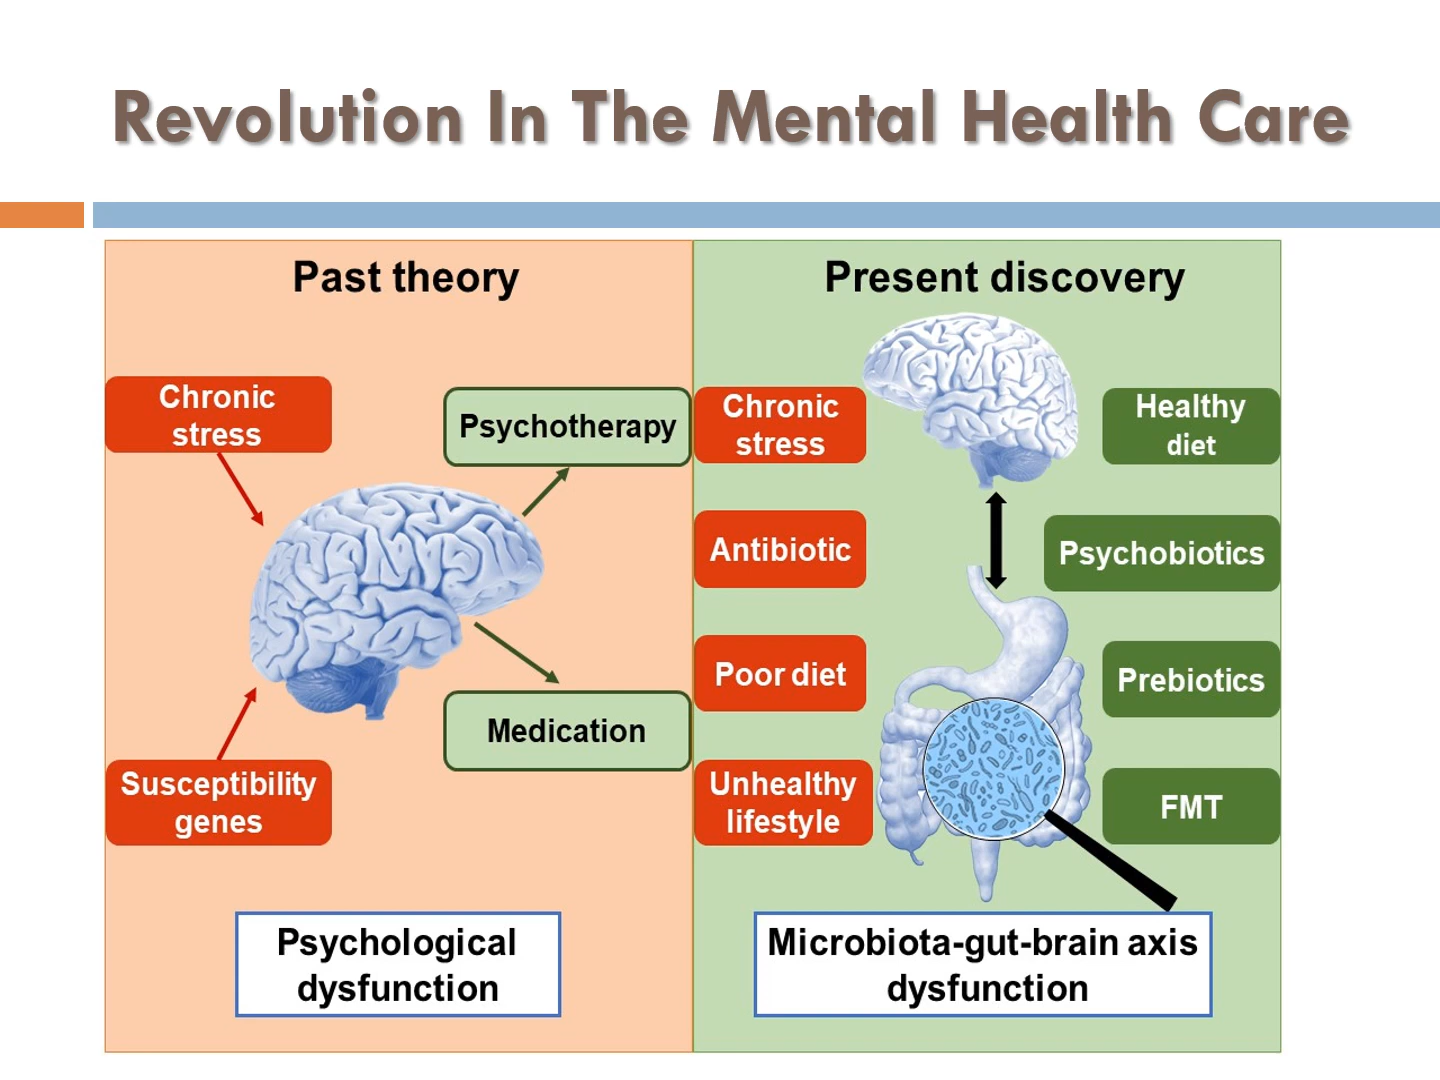 Revolution In The Mental Health Care
Past theory
Chronic
stress
Psychotherapy
Medication
Susceptibility
genes
Psychological
dysfunction
Present discovery
Chronic
stress
Healthy
diet
Antibiotic
Psychobiotics
Poor diet
Prebiotics
Unhealthy
lifestyle
FMT
Microbiota-gut-brain axis
dysfunction